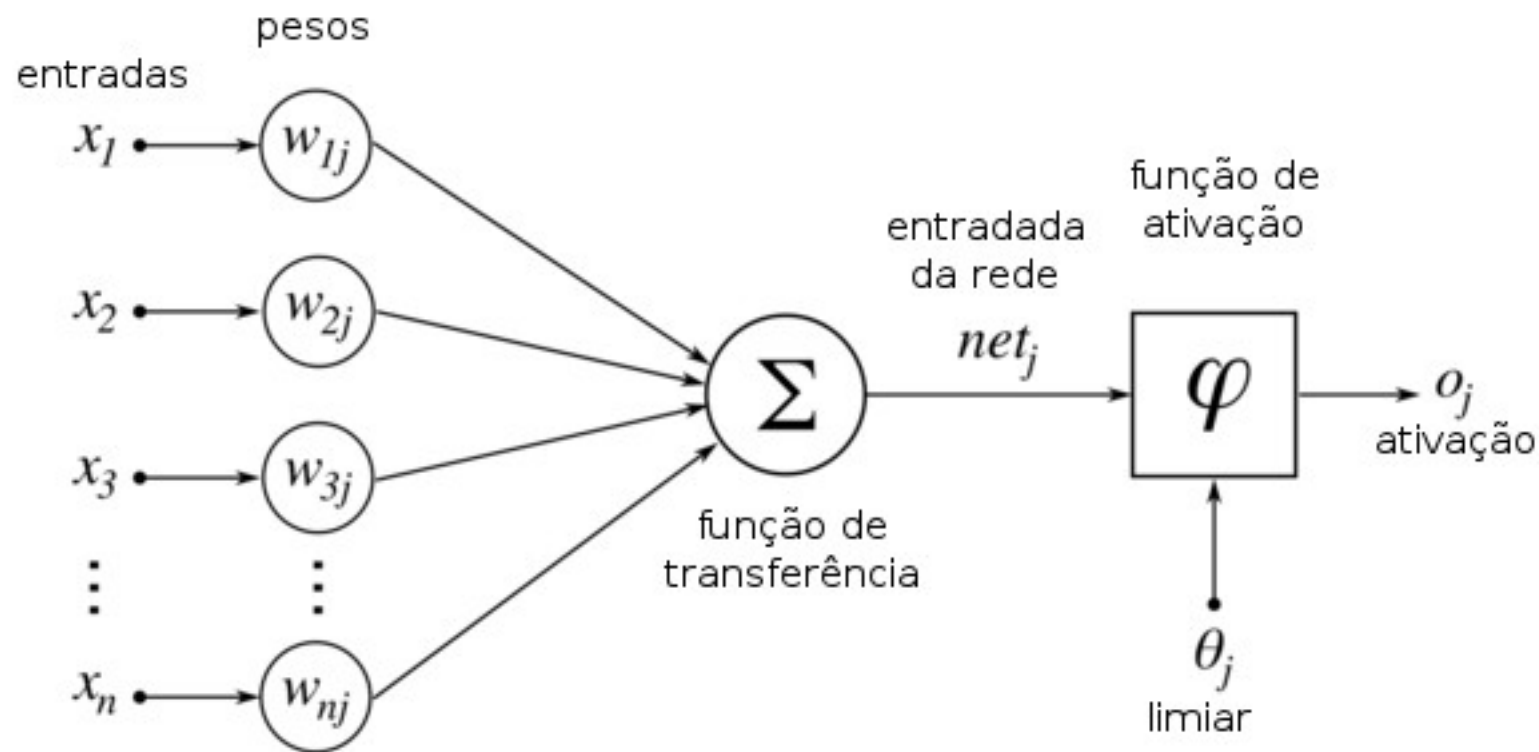 pesos
entradas
x₁
w₁ⱼ
x₂
w₂ⱼ
x₃
w₃ⱼ
⋮
⋮
xₙ
wₙⱼ
Σ
função de
transferência
entradada
da rede
netⱼ
função de
ativação
φ
oⱼ
ativação
θⱼ
limiar